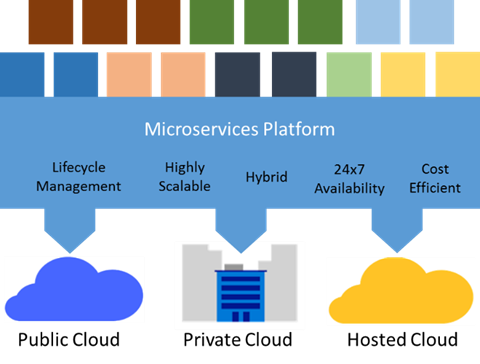 Microservices Platform
Lifecycle
Management
Highly
Scalable
Hybrid
24x7
Availability
Cost
Efficient
Public Cloud
Private Cloud
Hosted Cloud